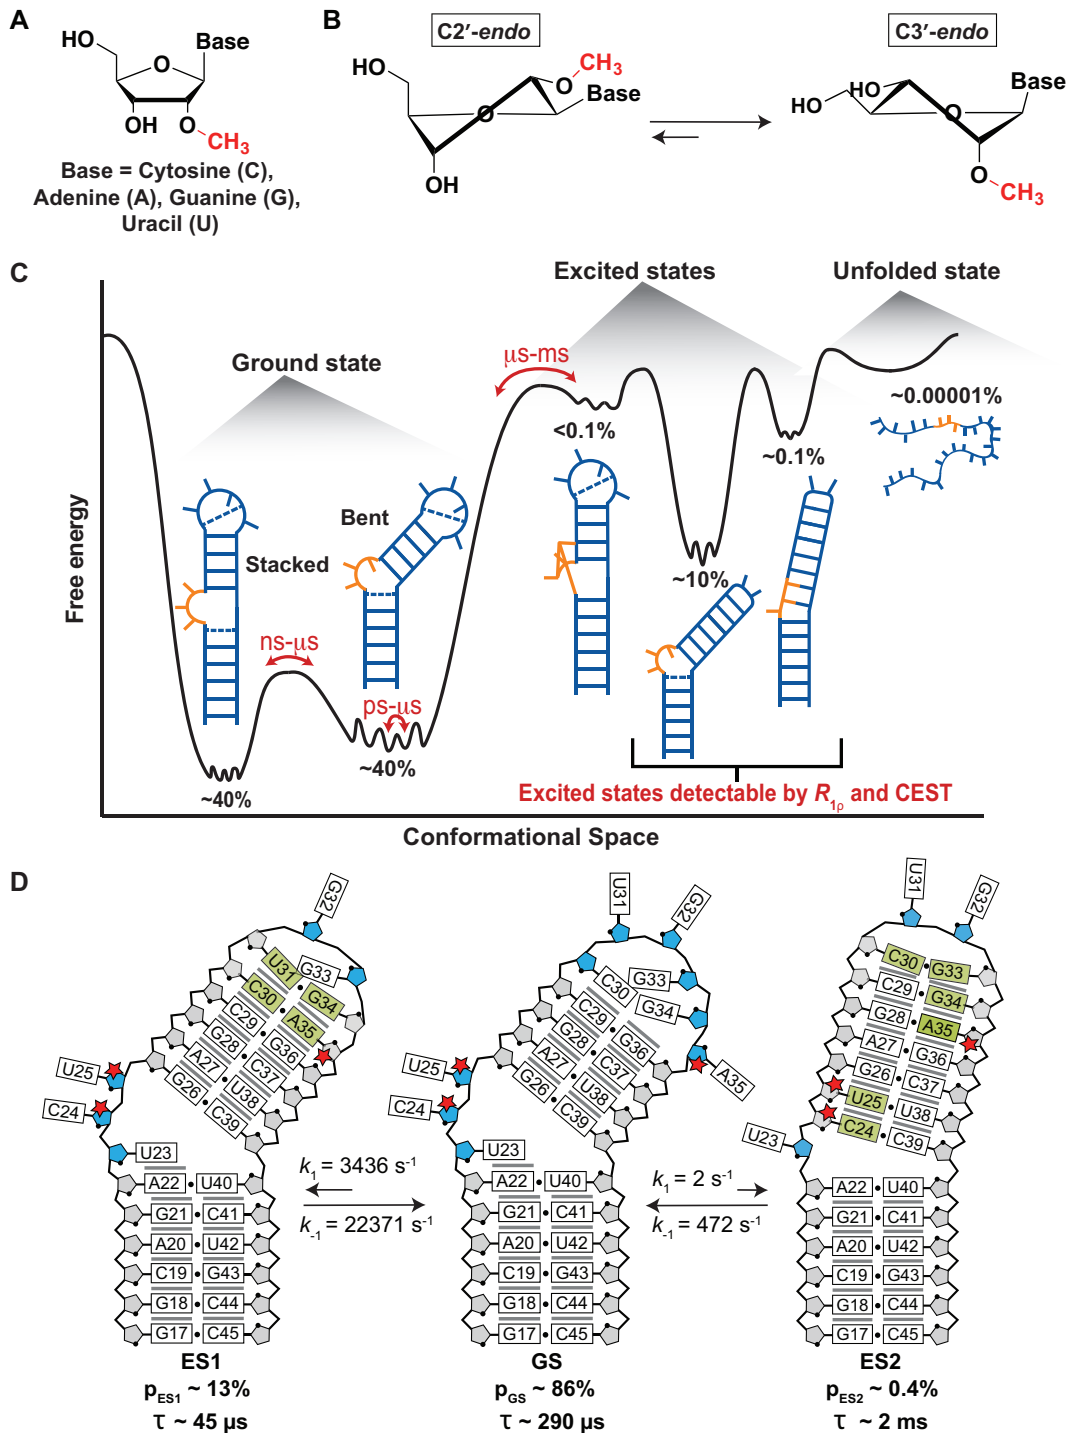 A
HO
O
Base
OH
O
CH3
Base = Cytosine (C),
Adenine (A), Guanine (G),
Uracil (U)
B
C2′-endo
HO
O
O
CH3
Base
OH
C3′-endo
HO
HO
O
Base
O
CH3
C
Ground state
Excited states
Unfolded state
Free energy
Conformational Space
Stacked
Bent
ns-μs
ps-μs
μs-ms
~40%
~40%
<0.1%
~10%
~0.1%
~0.00001%
Excited states detectable by R1ρ and CEST
D
G32
U31
G33
C30
G34
C29
A35
G28
G36
A27
C37
G26
U38
C39
U25
C24
U23
A22 U40
G21 C41
A20 U42
C19 G43
G18 C44
G17 C45
ES1
pES1 ~ 13%
τ ~ 45 μs
k1 = 3436 s-1
k-1 = 22371 s-1
U31
G32
G33
C30
G34
C29
G28
G36
A35
A27
C37
G26
U38
C39
U25
C24
U23
A22 U40
G21 C41
A20 U42
C19 G43
G18 C44
G17 C45
GS
pGS ~ 86%
τ ~ 290 μs
k1 = 2 s-1
k-1 = 472 s-1
U31
G32
C30 G33
C29 G34
G28 A35
A27 G36
G26 C37
U25 U38
C24 C39
U23
A22 U40
G21 C41
A20 U42
C19 G43
G18 C44
G17 C45
ES2
pES2 ~ 0.4%
τ ~ 2 ms